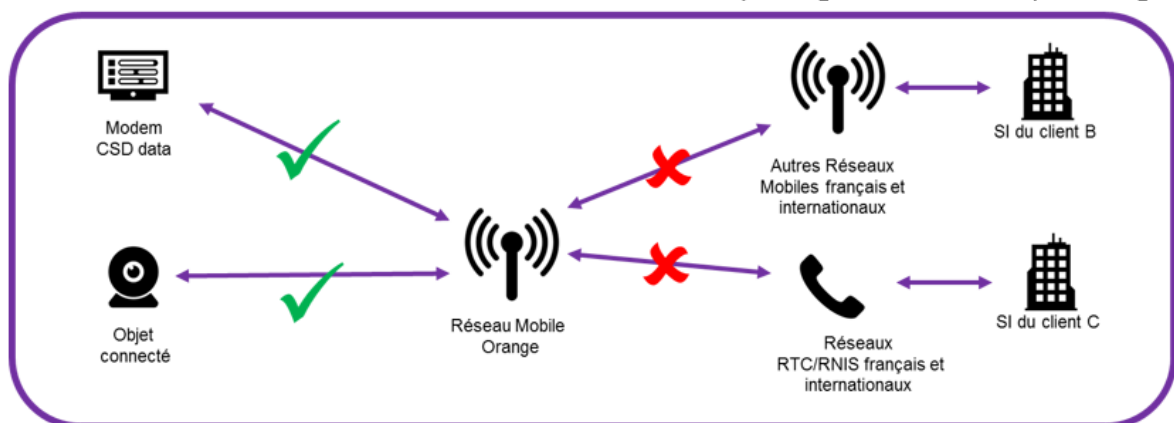 Modem
CSD data
Objet
connecté
Réseau Mobile
Orange
Autres Réseaux
Mobiles français et
internationaux
SI du client B
Réseaux
RTC/RNIS français et
internationaux
SI du client C